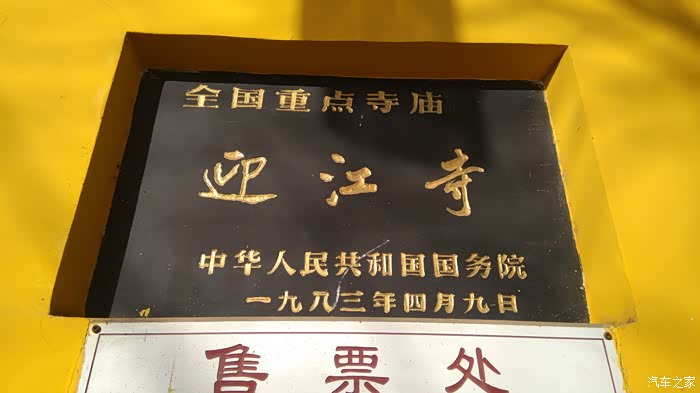 全国重点寺庙
迎江寺
中华人民共和国国务院
一九八三年四月九日
售票处
汽车之家